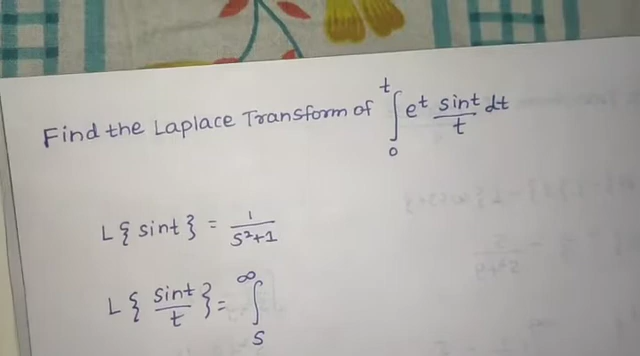 Find the Laplace Transform of ∫₀ᵗ eᵗ sint/t dt
L{sint} = 1/s²+1
L{sint/t} = ∫ₛ^∞